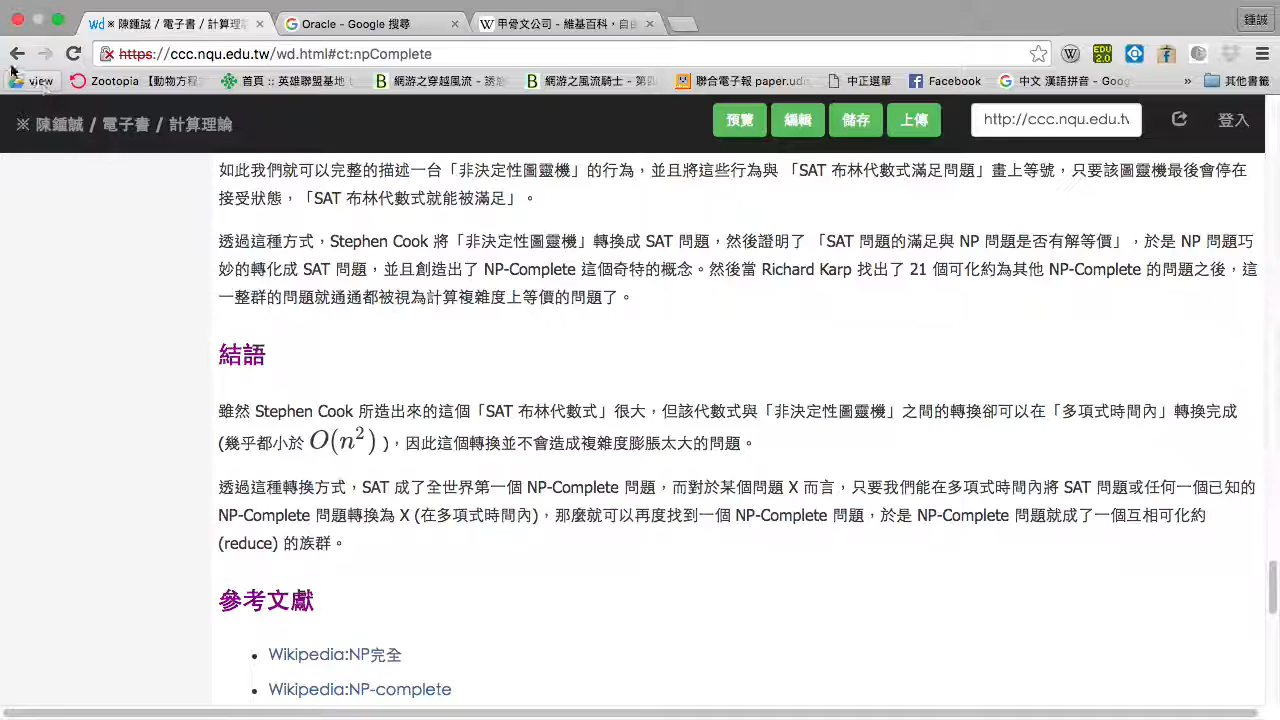 ※ 陳鍾誠 / 電子書 / 計算理
Oracle - Google 搜尋
甲骨文公司 - 維基百科，自由
鍾誠
https://ccc.nqu.edu.tw/wd.html#ct:npComplete
view
Zootopia 【動物方程
首頁 :: 英雄聯盟基地
網游之穿越風流 -
網游之風流騎士 - 第四
聯合電子報 paper.udn
中正選單
Facebook
中文 漢語拼音 - Goog
»
其他書籤
※ 陳鍾誠 / 電子書 / 計算理論
預覽
編輯
儲存
上傳
http://ccc.nqu.edu.tv
登入
如此我們就可以完整的描述一台「非決定性圖靈機」的行為，並且將這些行為與 「SAT 布林代數式滿足問題」畫上等號，只要該圖靈機最後會停在
接受狀態，「SAT 布林代數式就能被滿足」。
透過這種方式，Stephen Cook 將「非決定性圖靈機」轉換成 SAT 問題，然後證明了 「SAT 問題的滿足與 NP 問題是否有解等價」，於是 NP 問題巧
妙的轉化成 SAT 問題，並且創造出了 NP-Complete 這個奇特的概念。然後當 Richard Karp 找出了 21 個可化約為其他 NP-Complete 的問題之後，這
一整群的問題就通通都被視為計算複雜度上等價的問題了。
結語
雖然 Stephen Cook 所造出來的這個「SAT 布林代數式」很大，但該代數式與「非決定性圖靈機」之間的轉換卻可以在「多項式時間內」轉換完成
(幾乎都小於 O(n²) )，因此這個轉換並不會造成複雜度膨脹太大的問題。
透過這種轉換方式，SAT 成了全世界第一個 NP-Complete 問題，而對於某個問題 X 而言，只要我們能在多項式時間內將 SAT 問題或任何一個已知的
NP-Complete 問題轉換為 X (在多項式時間內)，那麼就可以再度找到一個 NP-Complete 問題，於是 NP-Complete 問題就成了一個互相可化約
(reduce) 的族群。
參考文獻
Wikipedia:NP完全
Wikipedia:NP-complete